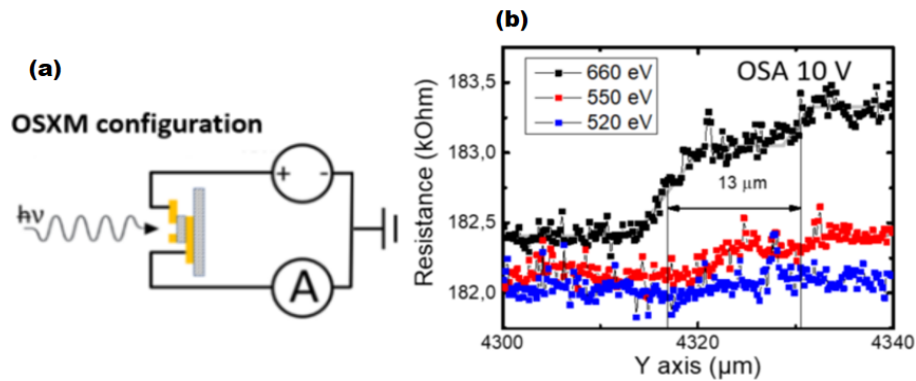 (a)
OSXM configuration
hν
+ -
A
(b)
660 eV
550 eV
520 eV
OSA 10 V
13 μm
Resistance (kOhm)
183,5
183,0
182,5
182,0
4300
4320
4340
Y axis (μm)